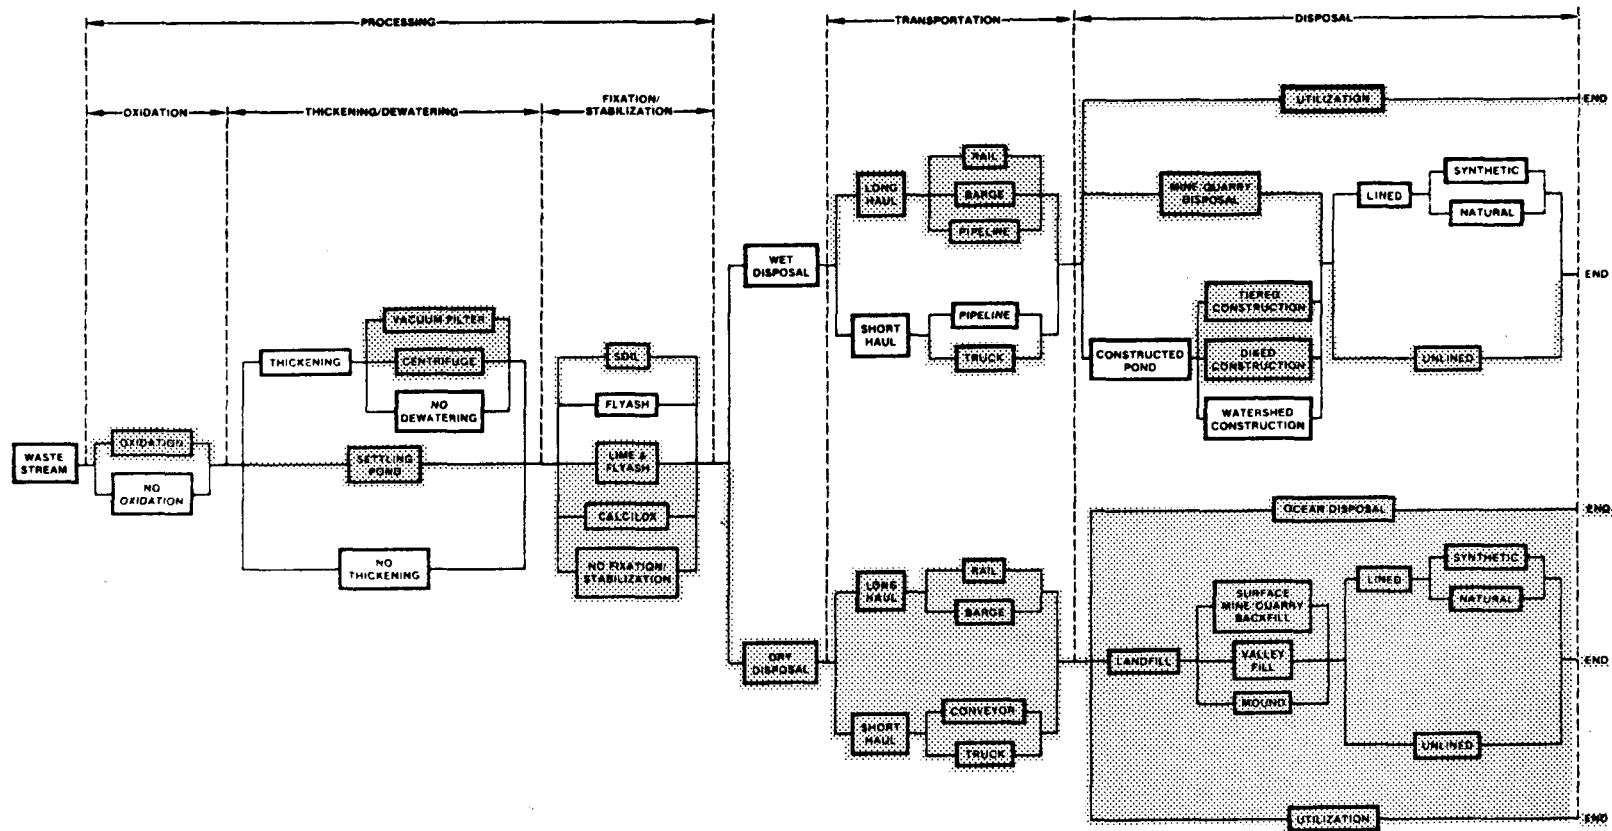 PROCESSING
TRANSPORTATION
DISPOSAL
OXIDATION
THICKENING/DEWATERING
FIXATION/
STABILIZATION
WASTE
STREAM
OXIDATION
NO
OXIDATION
THICKENING
VACUUM FILTER
CENTRIFUGE
NO
DEWATERING
SETTLING
POND
NO
THICKENING
SOIL
FLYASH
LIME &
FLYASH
CALCILOX
NO FIXATION/
STABILIZATION
WET
DISPOSAL
LONG
HAUL
RAIL
BARGE
PIPELINE
SHORT
HAUL
PIPELINE
TRUCK
UTILIZATION
END
MINE QUARRY
DISPOSAL
CONSTRUCTED
POND
TIERED
CONSTRUCTION
DIKED
CONSTRUCTION
WATERSHED
CONSTRUCTION
LINED
SYNTHETIC
NATURAL
UNLINED
END
DRY
DISPOSAL
LONG
HAUL
RAIL
BARGE
SHORT
HAUL
CONVEYOR
TRUCK
OCEAN DISPOSAL
END
LANDFILL
SURFACE
MINE QUARRY
BACKFILL
VALLEY
FILL
MOUND
LINED
SYNTHETIC
NATURAL
UNLINED
END
UTILIZATION
END